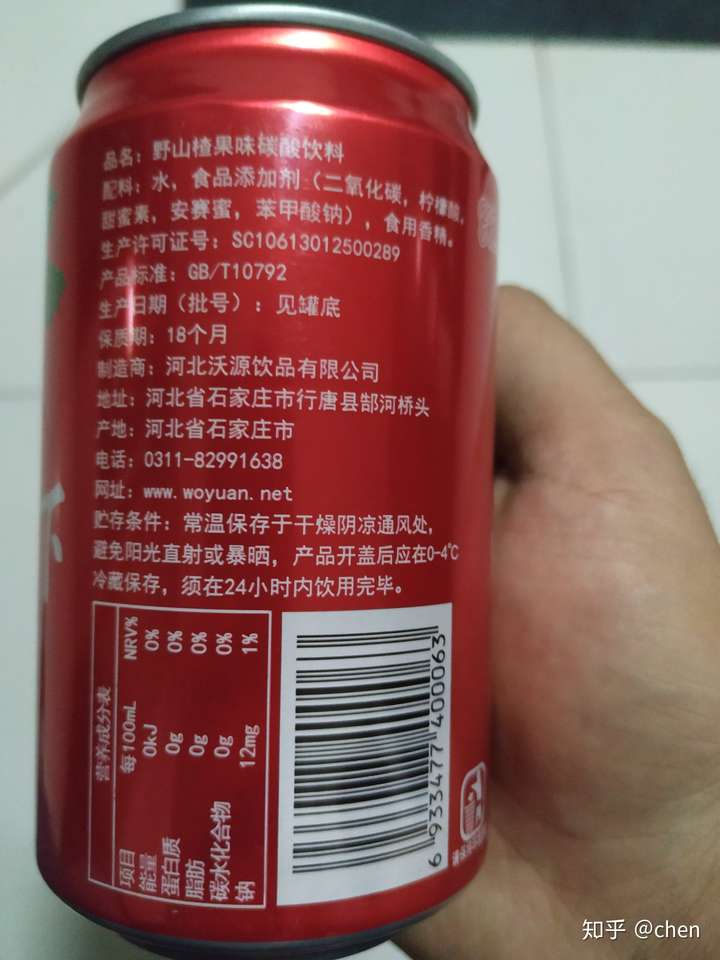 品名：野山楂果味碳酸饮料
配料：水，食品添加剂（二氧化碳，柠檬酸，
甜蜜素，安赛蜜，苯甲酸钠），食用香精。
生产许可证号：SC10613012500289
产品标准：GB/T10792
生产日期（批号）：见罐底
保质期：18个月
制造商：河北沃源饮品有限公司
地址：河北省石家庄市行唐县郜河桥头
产地：河北省石家庄市
电话：0311-82991638
网址：www.woyuan.net
贮存条件：常温保存于干燥阴凉通风处，
避免阳光直射或暴晒，产品开盖后应在0-4℃
冷藏保存，须在24小时内饮用完毕。
营养成分表
项目 每100mL NRV%
能量 0kJ 0%
蛋白质 0g 0%
脂肪 0g 0%
碳水化合物 0g 0%
钠 12mg 1%
6 933477 400063
知乎 @chen